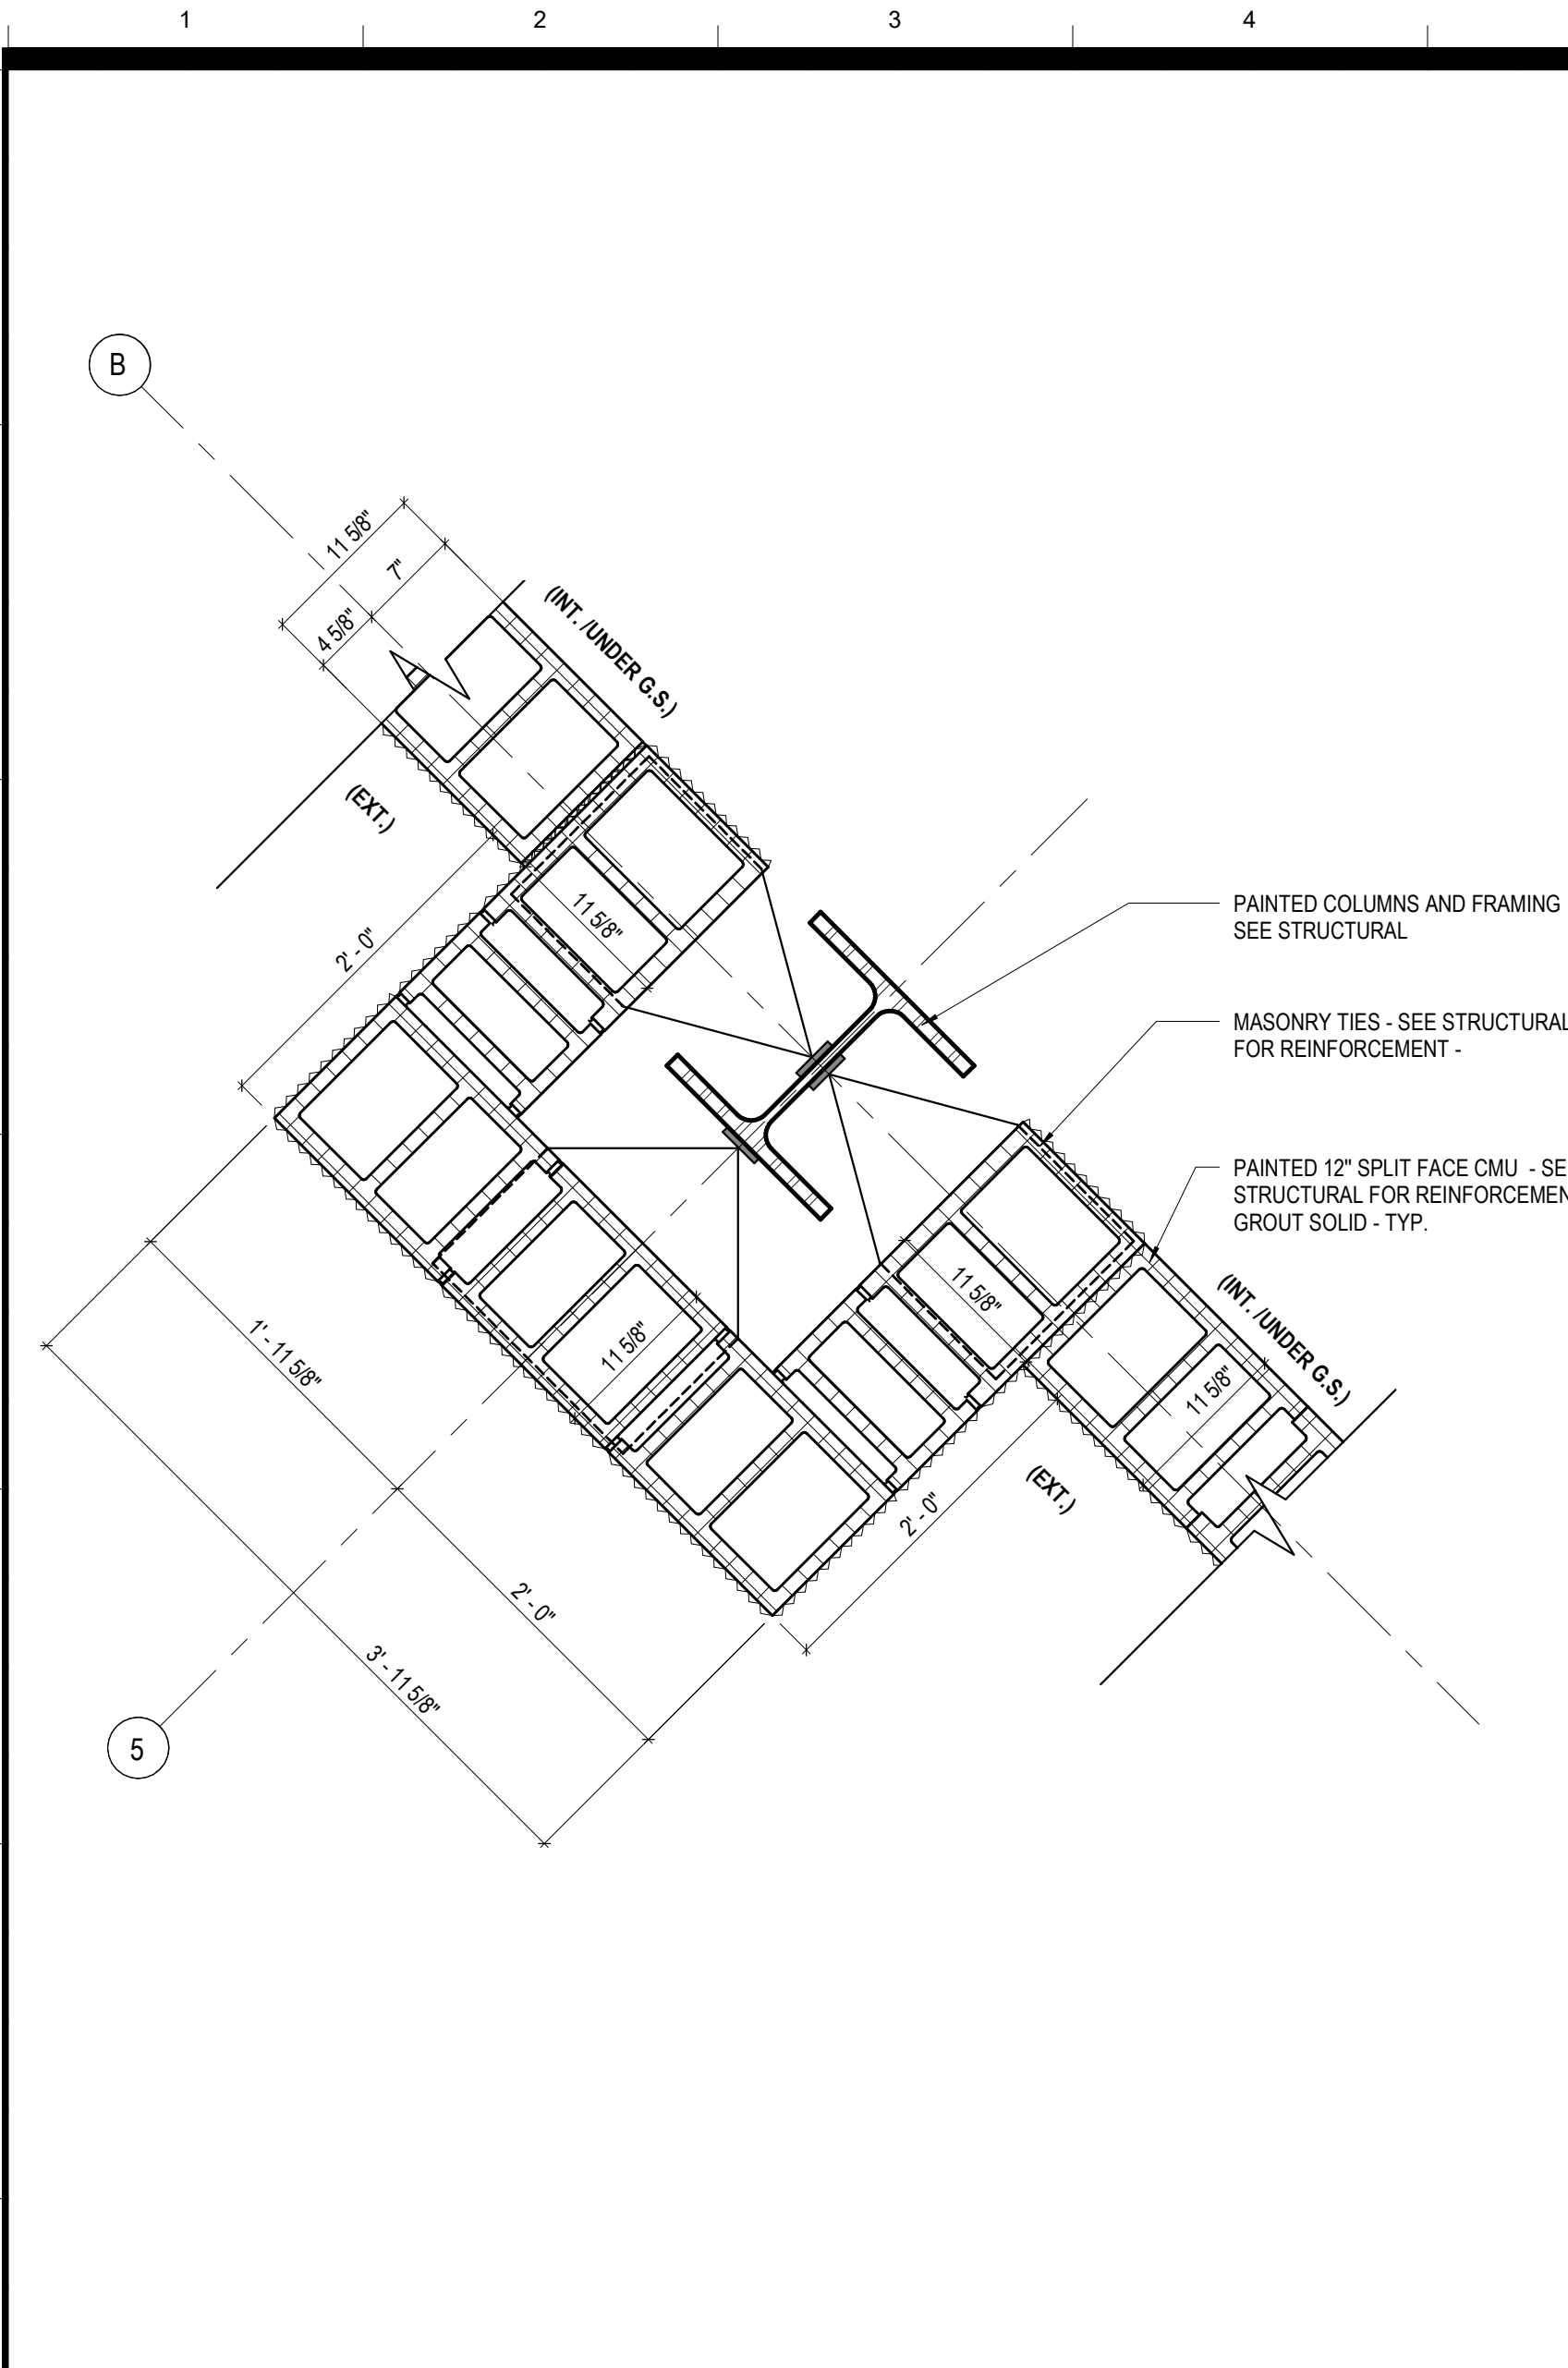 1 2 3 4
B
11 5/8"
7"
4 5/8"
(INT. /UNDER G.S.)
(EXT.)
11 5/8"
2' - 0"
PAINTED COLUMNS AND FRAMING
SEE STRUCTURAL
MASONRY TIES - SEE STRUCTURAL
FOR REINFORCEMENT -
PAINTED 12" SPLIT FACE CMU - SE
STRUCTURAL FOR REINFORCEMEN
GROUT SOLID - TYP.
11 5/8"
(INT. /UNDER G.S.)
1' - 11 5/8"
11 5/8"
11 5/8"
(EXT.)
2' - 0"
2' - 0"
3' - 11 5/8"
5